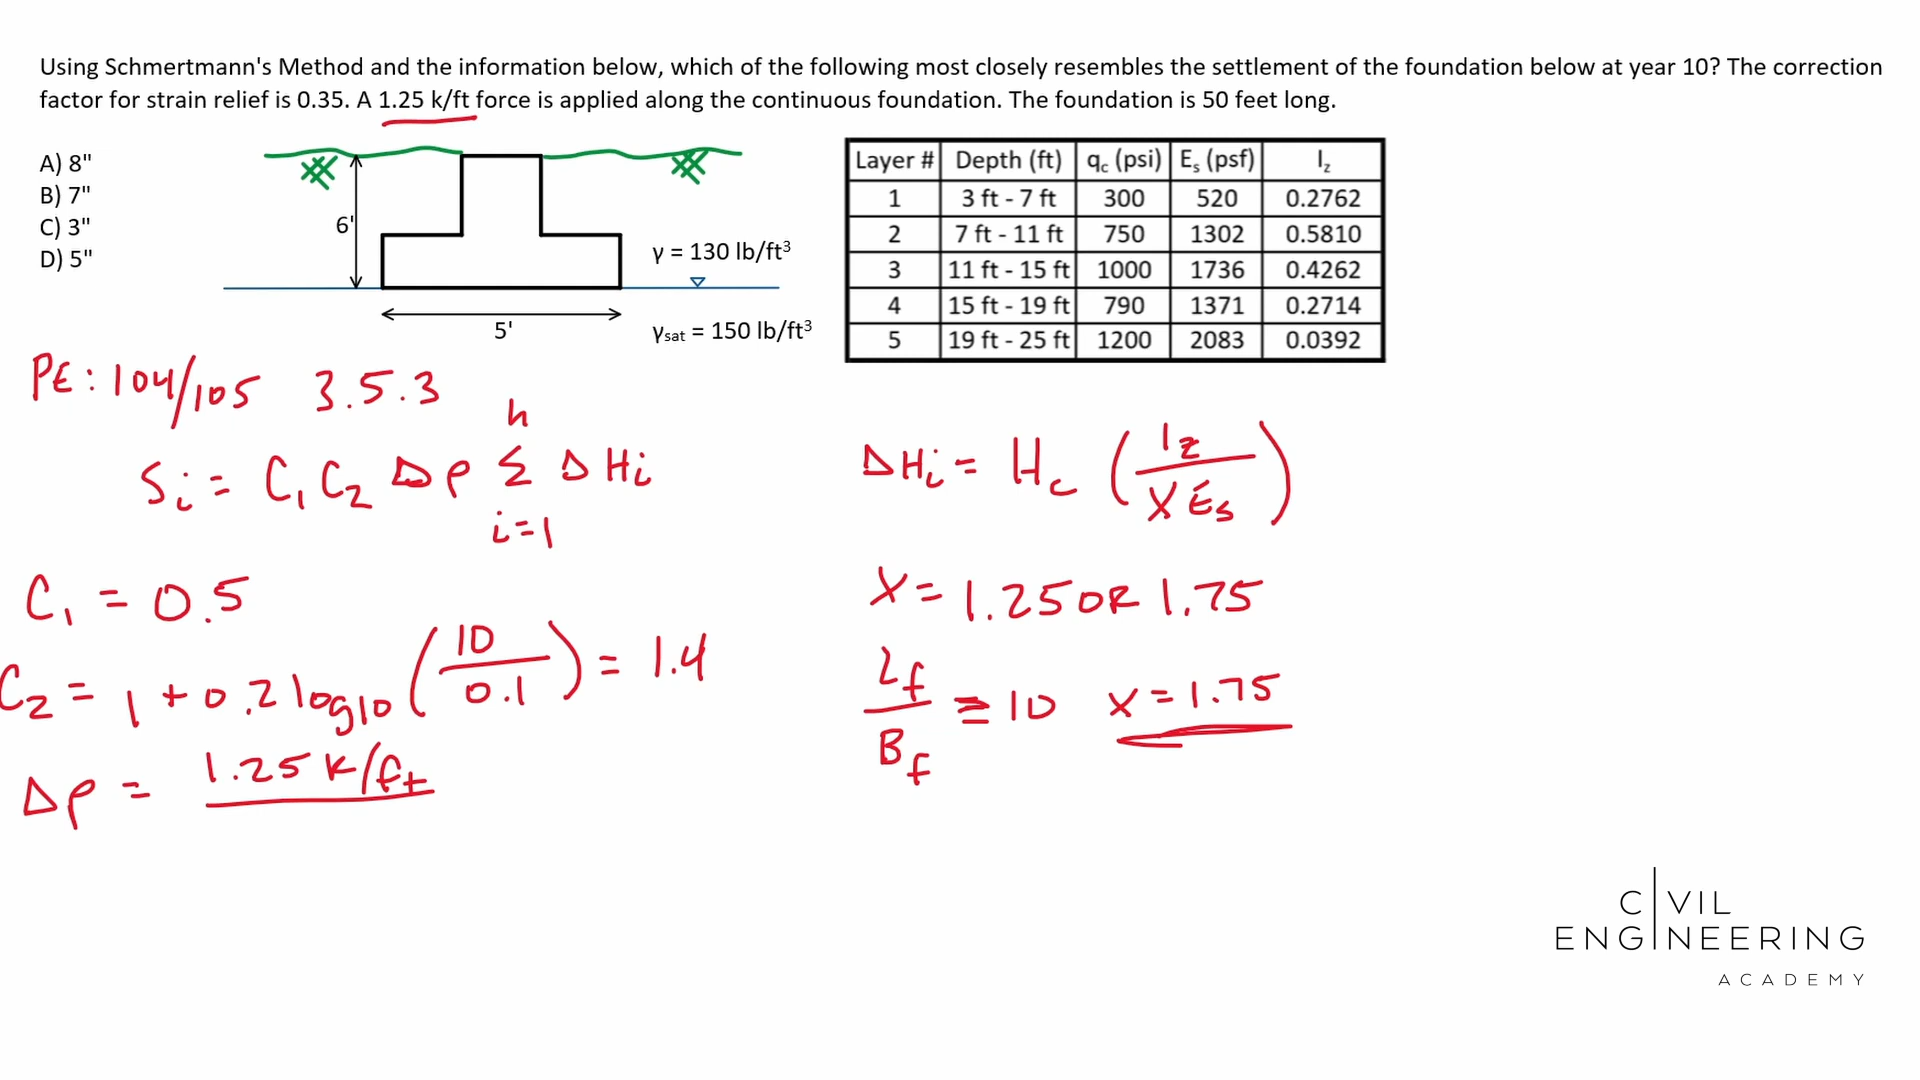 Using Schmertmann's Method and the information below, which of the following most closely resembles the settlement of the foundation below at year 10? The correction
factor for strain relief is 0.35. A 1.25 k/ft force is applied along the continuous foundation. The foundation is 50 feet long.
A) 8"
B) 7"
C) 3"
D) 5"
6'
5'
γ = 130 lb/ft³
γsat = 150 lb/ft³
Layer # Depth (ft) qc (psi) Es (psf) Iz
1 3 ft - 7 ft 300 520 0.2762
2 7 ft - 11 ft 750 1302 0.5810
3 11 ft - 15 ft 1000 1736 0.4262
4 15 ft - 19 ft 790 1371 0.2714
5 19 ft - 25 ft 1200 2083 0.0392
PE: 104/105 3.5.3
Si = C1 C2 Δρ n Σ i=1 ΔHi
C1 = 0.5
C2 = 1 + 0.2 log10 (10/0.1) = 1.4
Δρ = 1.25 k/ft
ΔHi = Hc (Iz / X Es)
X = 1.25 OR 1.75
Lf / Bf ≥ 10 X = 1.75
CIVIL
ENGINEERING
ACADEMY